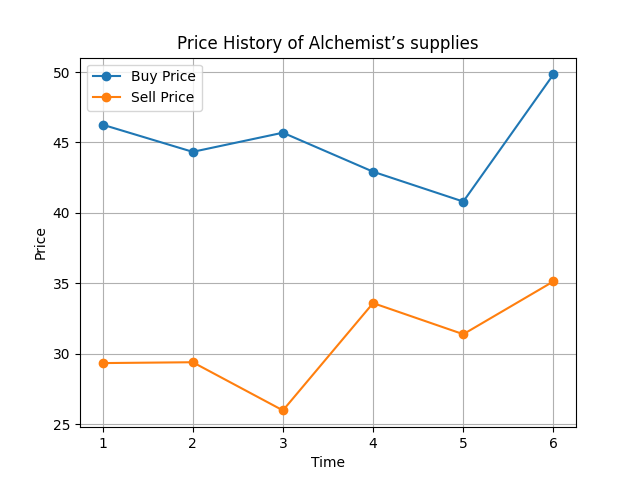 Price History of Alchemist’s supplies
Buy Price
Sell Price
50
45
40
35
30
25
Price
1 2 3 4 5 6
Time